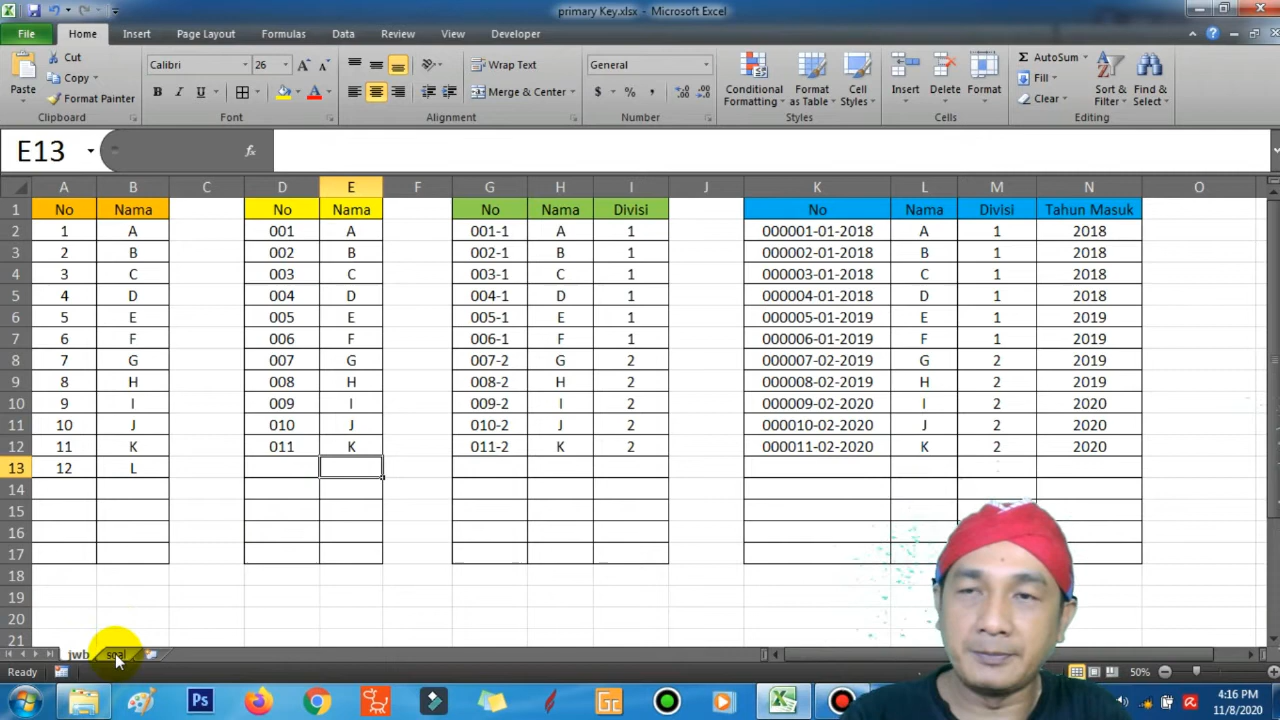 primary Key.xlsx - Microsoft Excel
File Home Insert Page Layout Formulas Data Review View Developer
Paste Cut Copy Format Painter
Calibri 26 A A
B I U A
Wrap Text
Merge & Center
General
$ % ,
Conditional Formatting Format as Table Cell Styles
Insert Delete Format
AutoSum Fill Clear
Sort & Filter Find & Select
Clipboard Font Alignment Number Styles Cells Editing
E13 fx
A B C D E F G H I J K L M N O
1 No Nama No Nama No Nama Divisi No Nama Divisi Tahun Masuk
2 1 A 001 A 001-1 A 1 000001-01-2018 A 1 2018
3 2 B 002 B 002-1 B 1 000002-01-2018 B 1 2018
4 3 C 003 C 003-1 C 1 000003-01-2018 C 1 2018
5 4 D 004 D 004-1 D 1 000004-01-2018 D 1 2018
6 5 E 005 E 005-1 E 1 000005-01-2019 E 1 2019
7 6 F 006 F 006-1 F 1 000006-01-2019 F 1 2019
8 7 G 007 G 007-2 G 2 000007-02-2019 G 2 2019
9 8 H 008 H 008-2 H 2 000008-02-2019 H 2 2019
10 9 I 009 I 009-2 I 2 000009-02-2020 I 2 2020
11 10 J 010 J 010-2 J 2 000010-02-2020 J 2 2020
12 11 K 011 K 011-2 K 2 000011-02-2020 K 2 2020
13 12 L
14
15
16
17
18
19
20
21
jwb soal
Ready 50%
Ps Gc 4:16 PM
11/8/2020